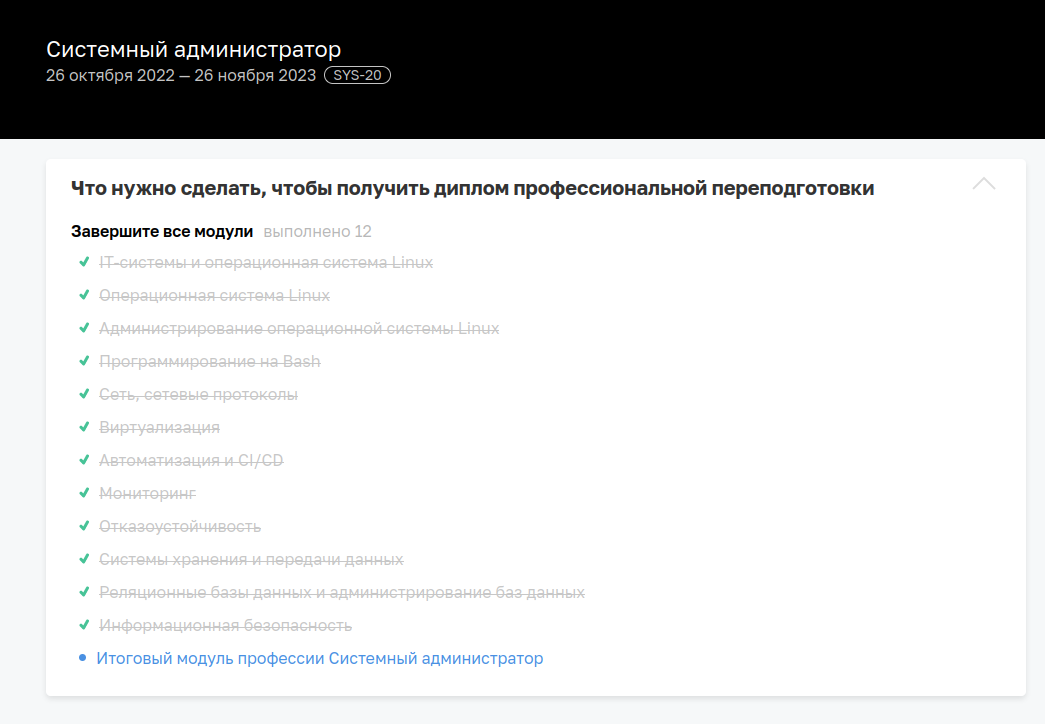 Системный администратор
26 октября 2022 — 26 ноября 2023 SYS-20
Что нужно сделать, чтобы получить диплом профессиональной переподготовки
Завершите все модули выполнено 12
IT-системы и операционная система Linux
Операционная система Linux
Администрирование операционной системы Linux
Программирование на Bash
Сеть, сетевые протоколы
Виртуализация
Автоматизация и CI/CD
Мониторинг
Отказоустойчивость
Системы хранения и передачи данных
Реляционные базы данных и администрирование баз данных
Информационная безопасность
Итоговый модуль профессии Системный администратор